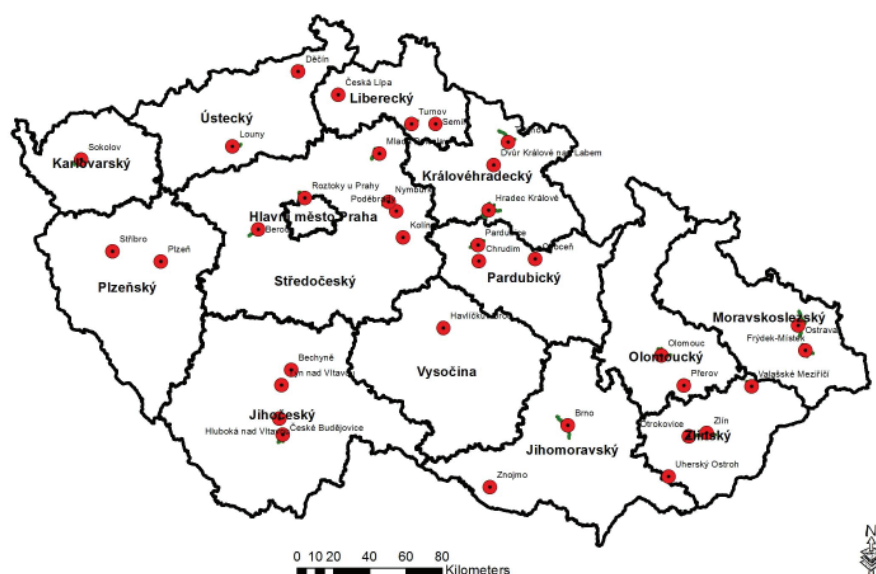 Děčín
Česká Lípa
Liberecký
Ústecký
Turnov
Semily
Louny
Dvůr Králové nad Labem
Sokolov
Karlovarský
Královéhradecký
Roztoky u Prahy
Nymburk
Poděbrady
Hradec Králové
Hlavní město Praha
Beroun
Kolín
Pardubice
Chrudim
Stříbro
Plzeň
Plzeňský
Středočeský
Pardubický
Havlíčkův Brod
Moravskoslezský
Ostrava
Frýdek-Místek
Olomouc
Olomoucký
Vysočina
Bechyně
Týn nad Vltavou
Přerov
Valašské Meziříčí
Jihočeský
Hluboká nad Vltavou
České Budějovice
Brno
Otrokovice
Zlín
Zlínský
Jihomoravský
Uherský Ostroh
Znojmo
N
0 10 20 40 60 80
Kilometers